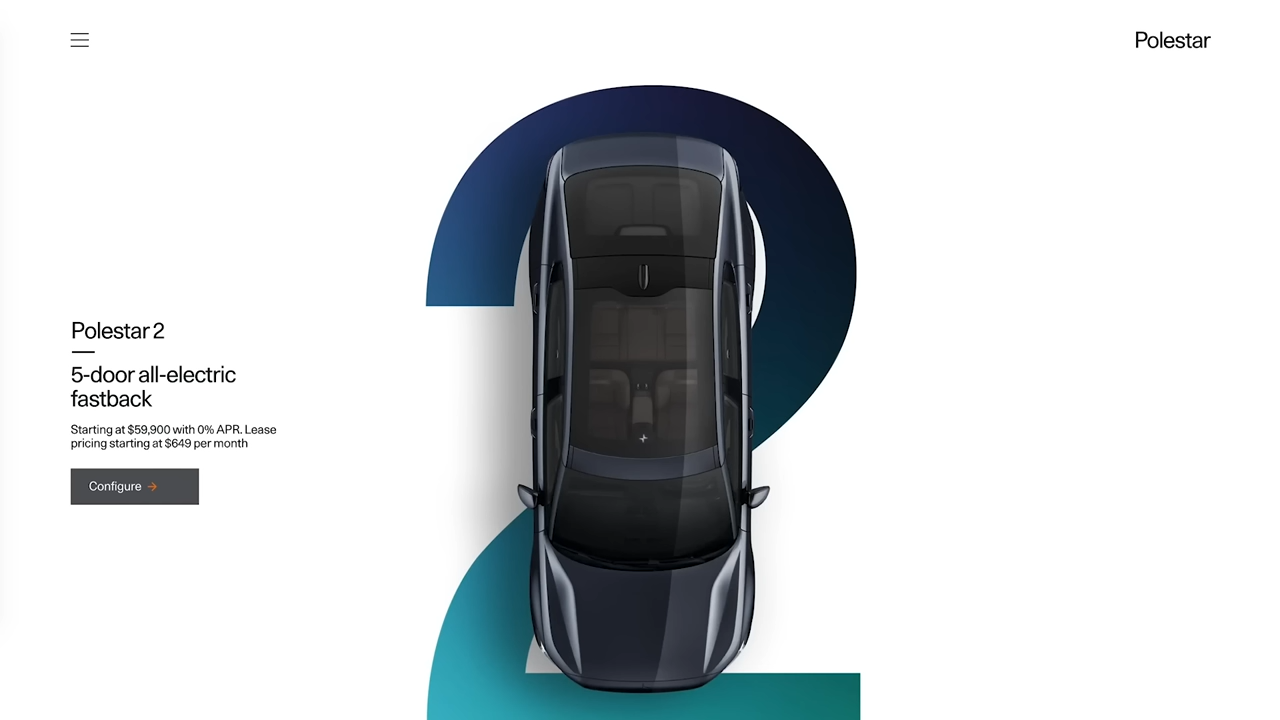 Polestar
Polestar 2
5-door all-electric
fastback
Starting at $59,900 with 0% APR. Lease
pricing starting at $649 per month
Configure →
2